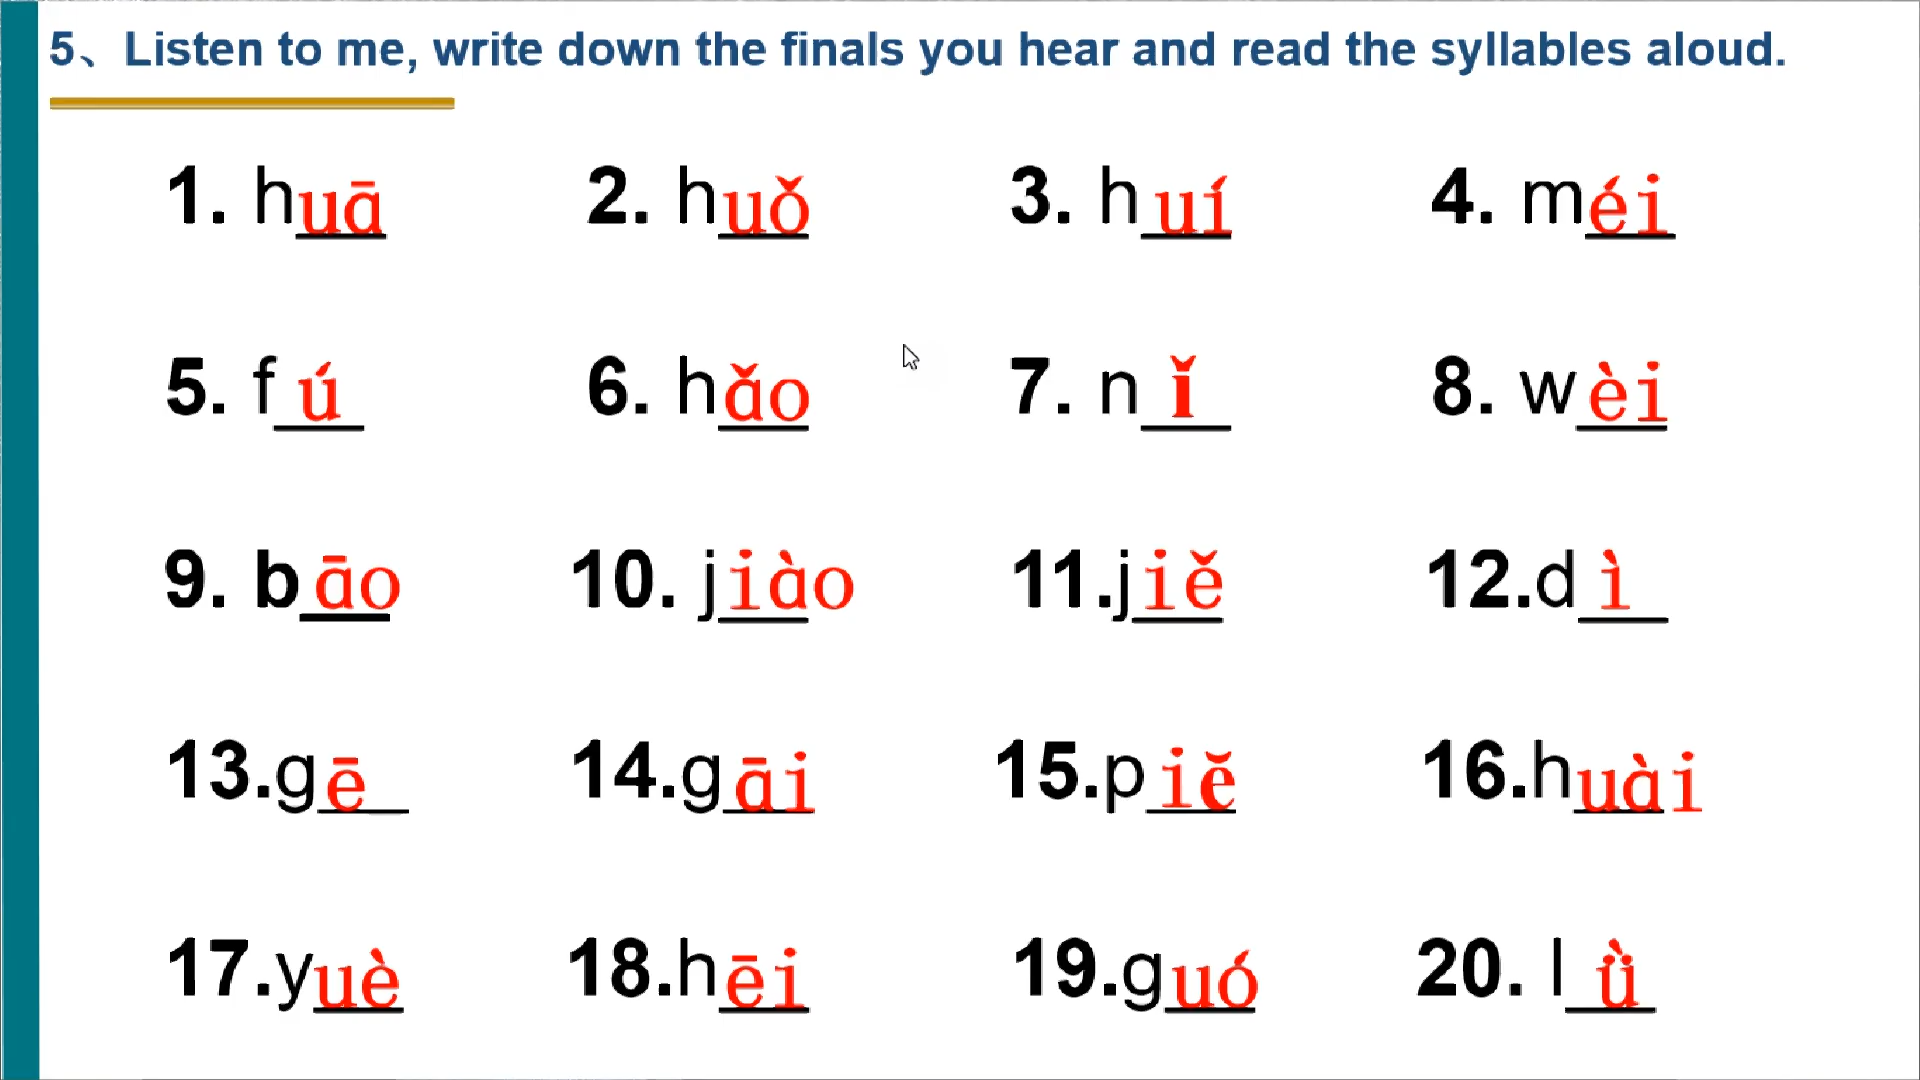 5、Listen to me, write down the finals you hear and read the syllables aloud.
1. huā 2. huǒ 3. huí 4. méi
5. fú 6. hǎo 7. nǐ 8. wèi
9. bāo 10. jiào 11.jiě 12.dì
13.gē 14.gāi 15.piě 16.huài
17.yuè 18.hēi 19.guó 20. lǜ